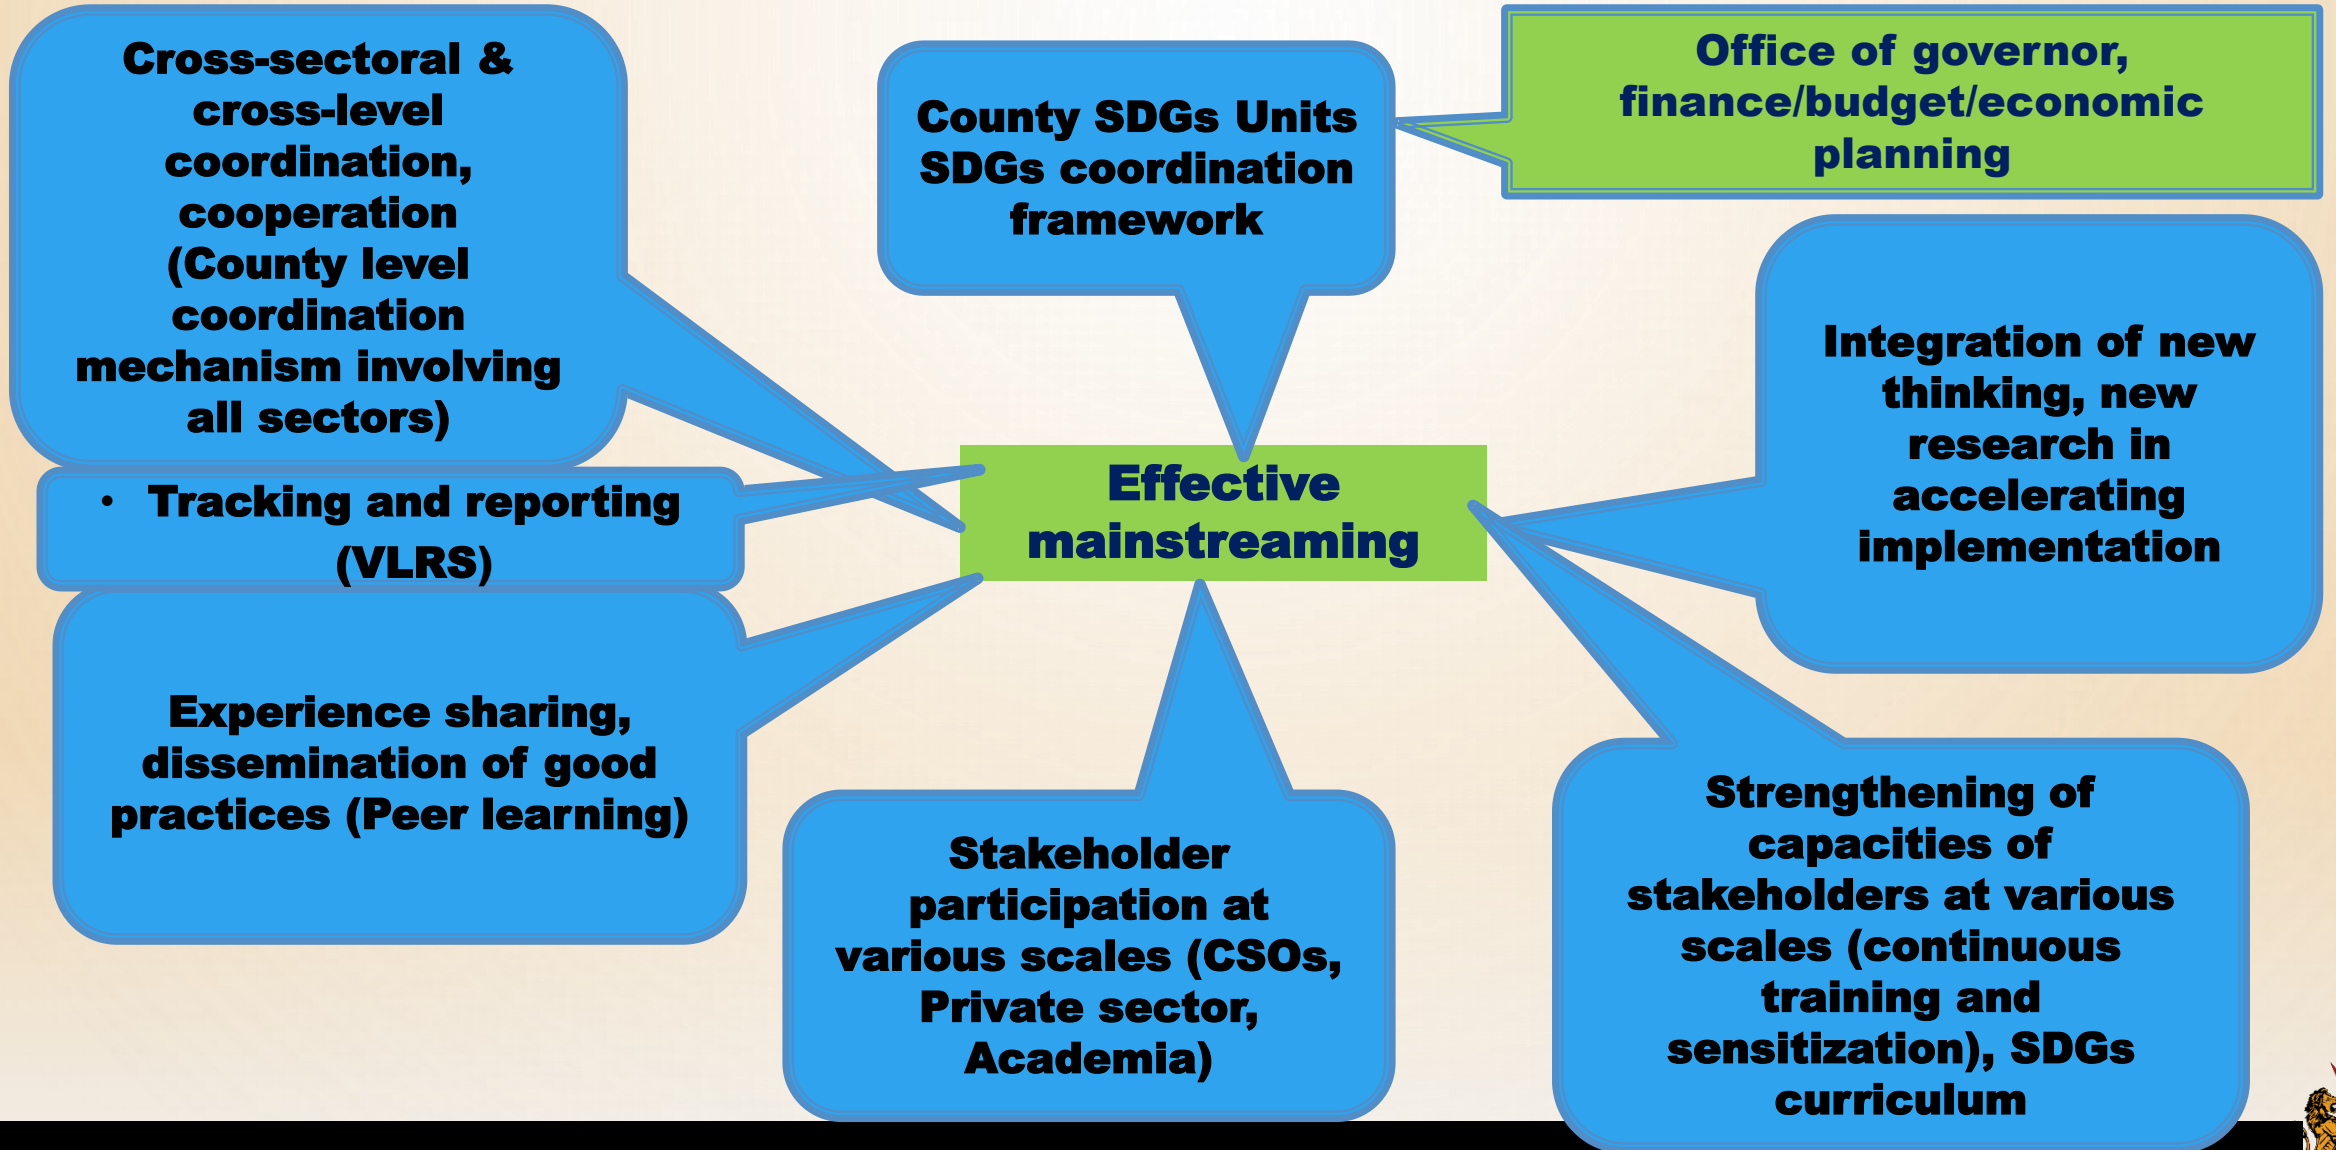 Cross-sectoral &
cross-level
coordination,
cooperation
(County level
coordination
mechanism involving
all sectors)
County SDGs Units
SDGs coordination
framework
Office of governor,
finance/budget/economic
planning
Integration of new
thinking, new
research in
accelerating
implementation
Effective
mainstreaming
• Tracking and reporting
(VLRS)
Experience sharing,
dissemination of good
practices (Peer learning)
Stakeholder
participation at
various scales (CSOs,
Private sector,
Academia)
Strengthening of
capacities of
stakeholders at various
scales (continuous
training and
sensitization), SDGs
curriculum